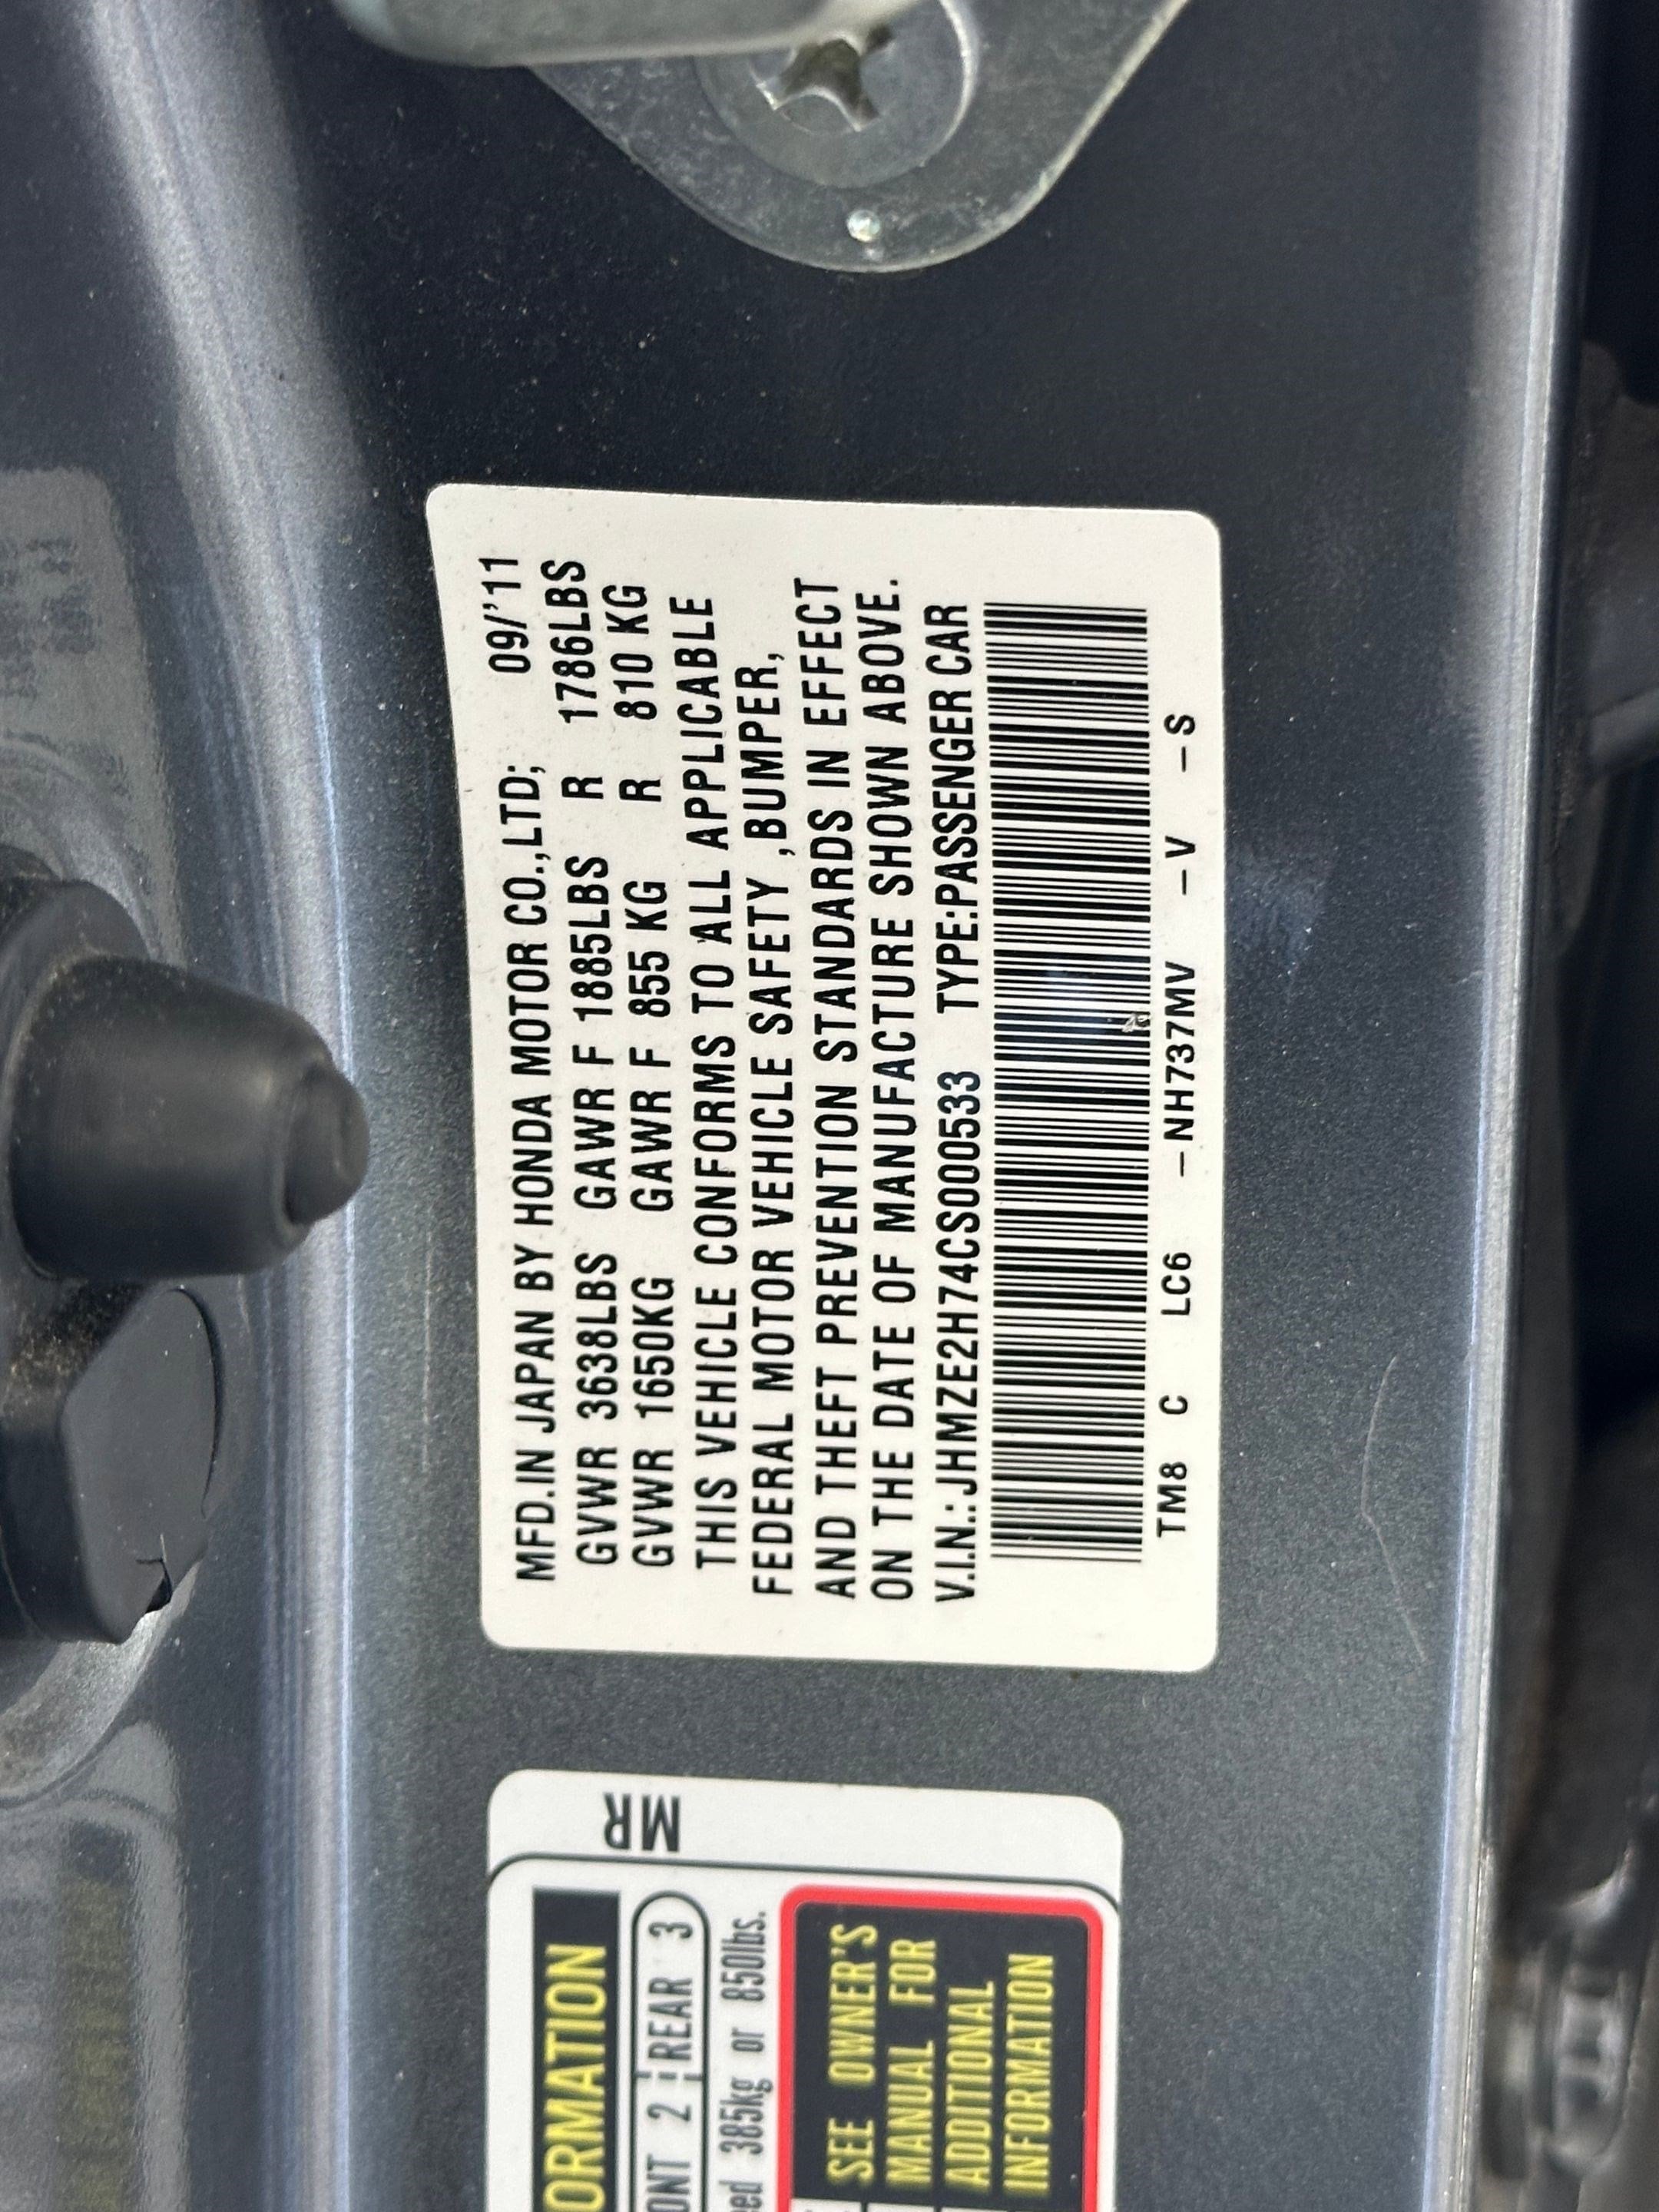 MFD.IN JAPAN BY HONDA MOTOR CO.,LTD; 09/'11
GVWR 3638LBS GAWR F 1885LBS R 1786LBS
GVWR 1650KG GAWR F 855 KG R 810 KG
THIS VEHICLE CONFORMS TO ALL APPLICABLE
FEDERAL MOTOR VEHICLE SAFETY ,BUMPER,
AND THEFT PREVENTION STANDARDS IN EFFECT
ON THE DATE OF MANUFACTURE SHOWN ABOVE.
V.I.N.:JHMZE2H74CS000533 TYPE:PASSENGER CAR
TM8 C LC6 –NH737MV –V –S
MR
ORMATION
ONT 2 REAR 3
eed 385kg or 850lbs.
SEE OWNER'S
MANUAL FOR
ADDITIONAL
INFORMATION